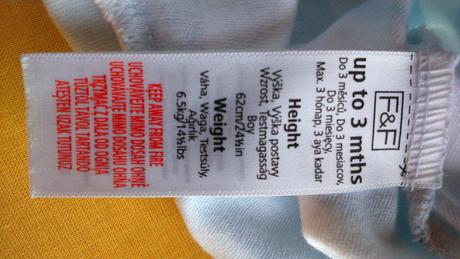 F&F
up to 3 mths
Do 3 měsíců, Do 3 mesiacov,
Do 3 miesięcy,
Max. 3 hónap, 3 aya kadar
Height
Výška, Výška postavy
Wzrost, Testmagasság
Boy
62cm/24½in
Weight
Váha, Waga, Testsúly,
Ağırlık
6.5kg/14½lbs
KEEP AWAY FROM FIRE
UCHOVÁVEJTE MIMO DOSAH OHNĚ
UCHOVÁVAJTE MIMO DOSAHU OHŇA
TRZYMAĆ Z DALA OD OGNIA
TŰZTŐL TÁVOL TARTANDÓ
ATEŞTEN UZAK TUTUNUZ.